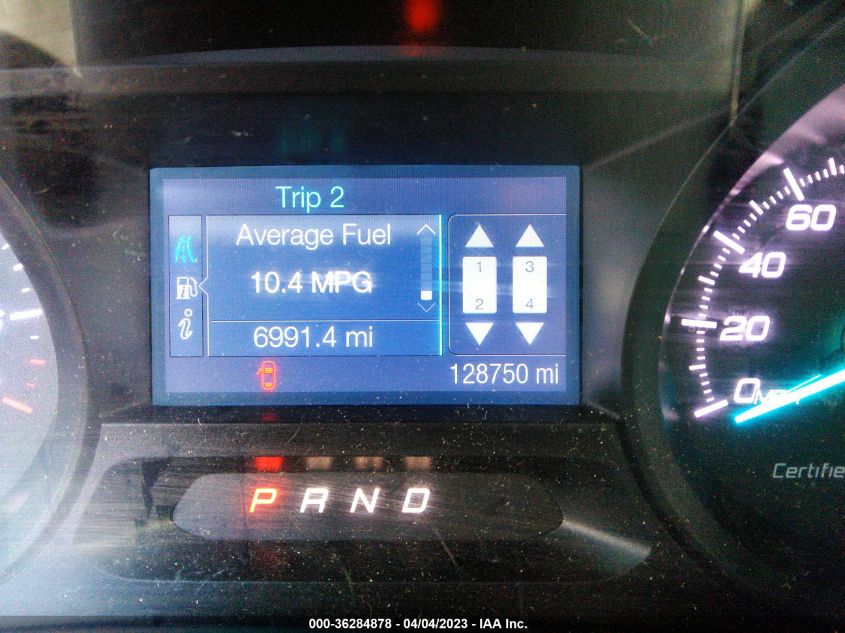 Trip 2
Average Fuel
10.4 MPG
6991.4 mi
1 3
2 4
128750 mi
60
40
20
0
P R N D
000-36284878 - 04/04/2023 - IAA Inc.